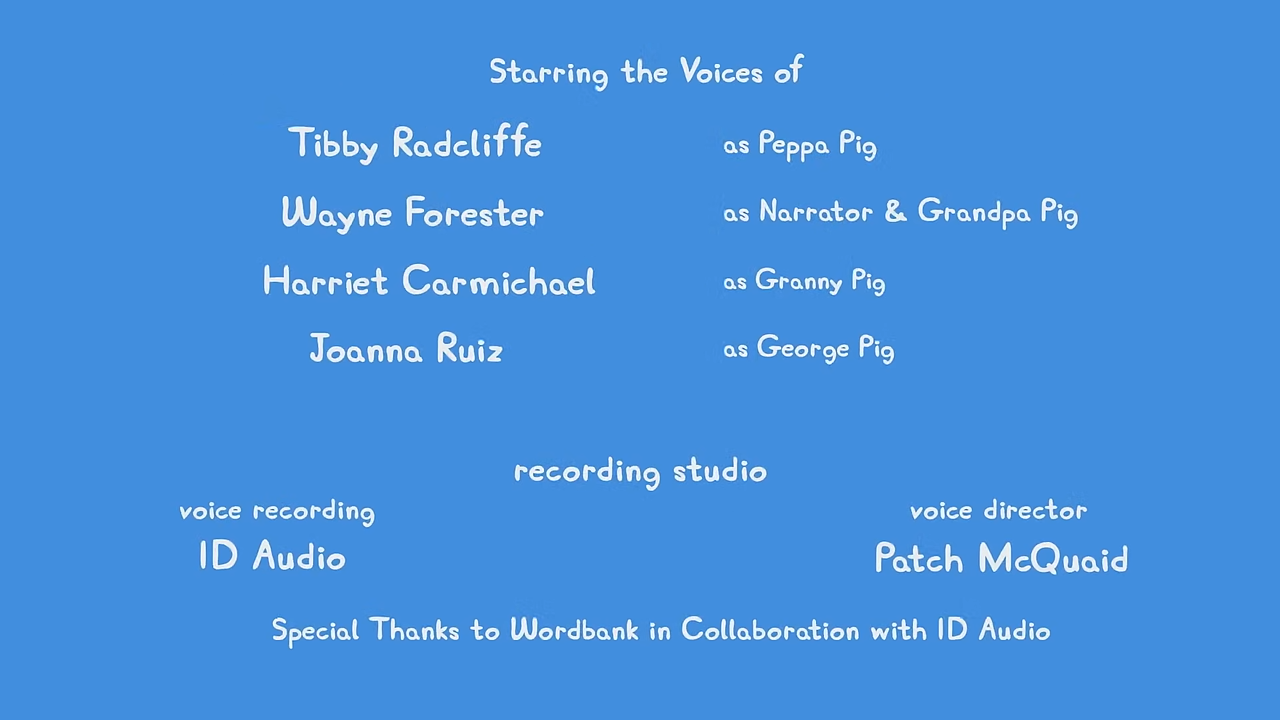 Starring the Voices of
Tibby Radcliffe as Peppa Pig
Wayne Forester as Narrator & Grandpa Pig
Harriet Carmichael as Granny Pig
Joanna Ruiz as George Pig
recording studio
voice recording voice director
ID Audio Patch McQuaid
Special Thanks to Wordbank in Collaboration with ID Audio